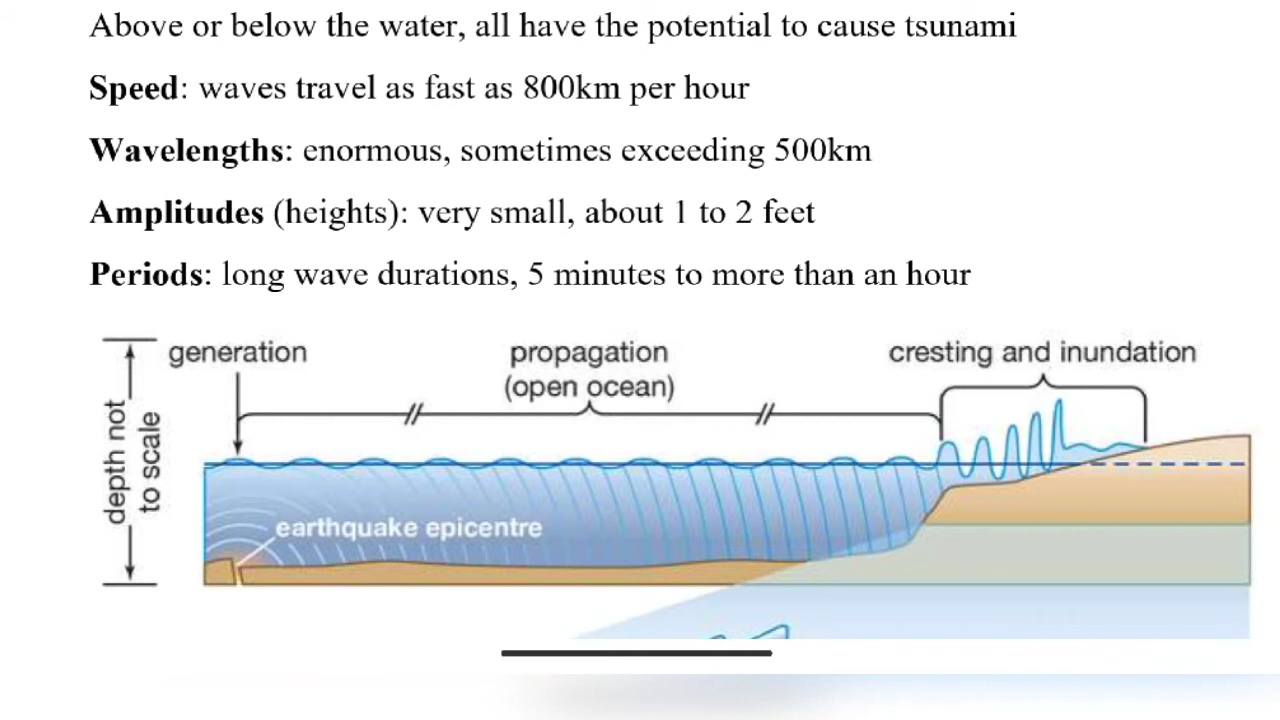 Above or below the water, all have the potential to cause tsunami
Speed: waves travel as fast as 800km per hour
Wavelengths: enormous, sometimes exceeding 500km
Amplitudes (heights): very small, about 1 to 2 feet
Periods: long wave durations, 5 minutes to more than an hour
generation
propagation
(open ocean)
cresting and inundation
depth not
to scale
earthquake epicentre